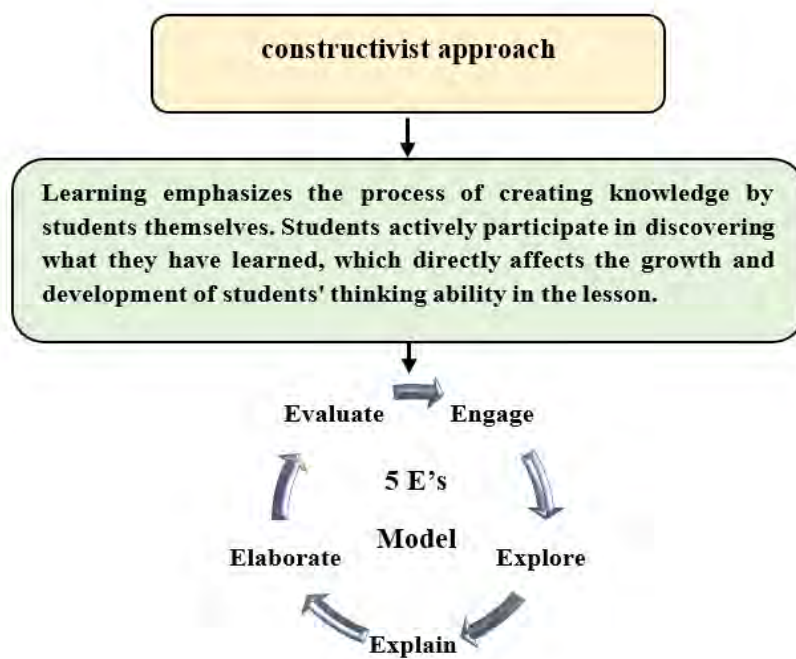 constructivist approach
Learning emphasizes the process of creating knowledge by
students themselves. Students actively participate in discovering
what they have learned, which directly affects the growth and
development of students' thinking ability in the lesson.
Evaluate
Engage
5 E's
Model
Elaborate
Explore
Explain